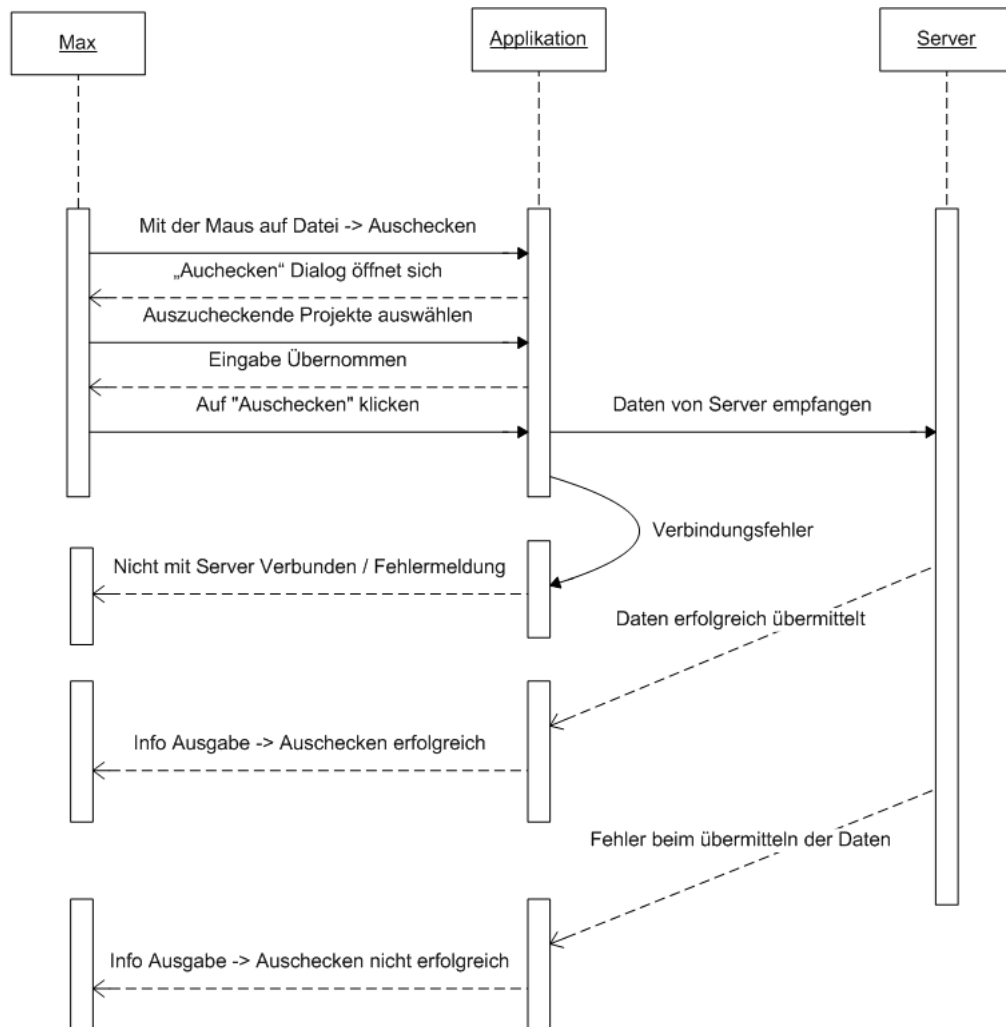 Max
Applikation
Server
Mit der Maus auf Datei -> Auschecken
„Auchecken“ Dialog öffnet sich
Auszucheckende Projekte auswählen
Eingabe Übernommen
Auf "Auschecken" klicken
Daten von Server empfangen
Verbindungsfehler
Nicht mit Server Verbunden / Fehlermeldung
Daten erfolgreich übermittelt
Info Ausgabe -> Auschecken erfolgreich
Fehler beim übermitteln der Daten
Info Ausgabe -> Auschecken nicht erfolgreich